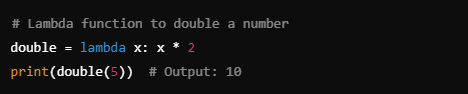 # Lambda function to double a number
double = lambda x: x * 2
print(double(5))  # Output: 10